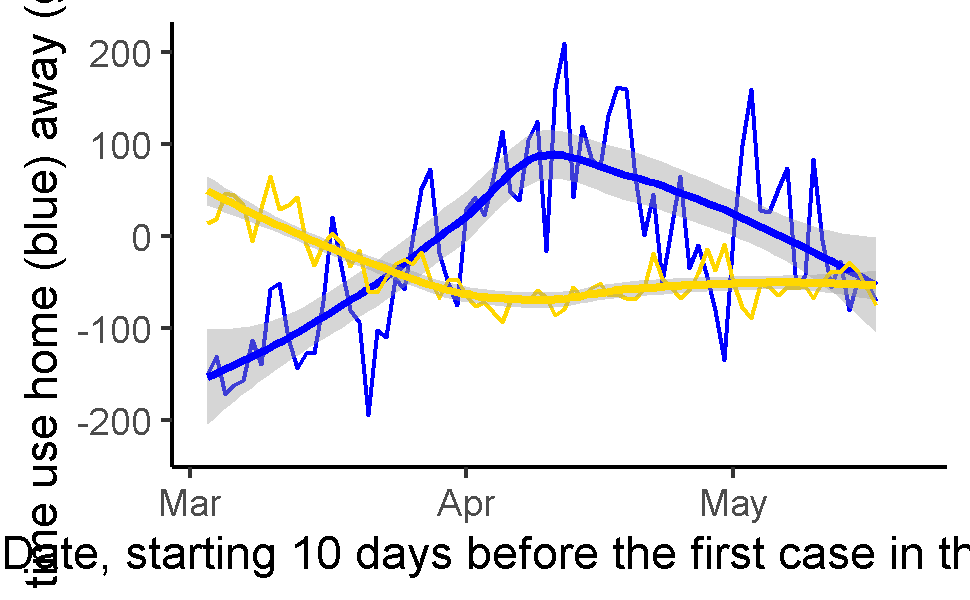 time use home (blue) away (
200
100
0
-100
-200
Mar Apr May
Date, starting 10 days before the first case in